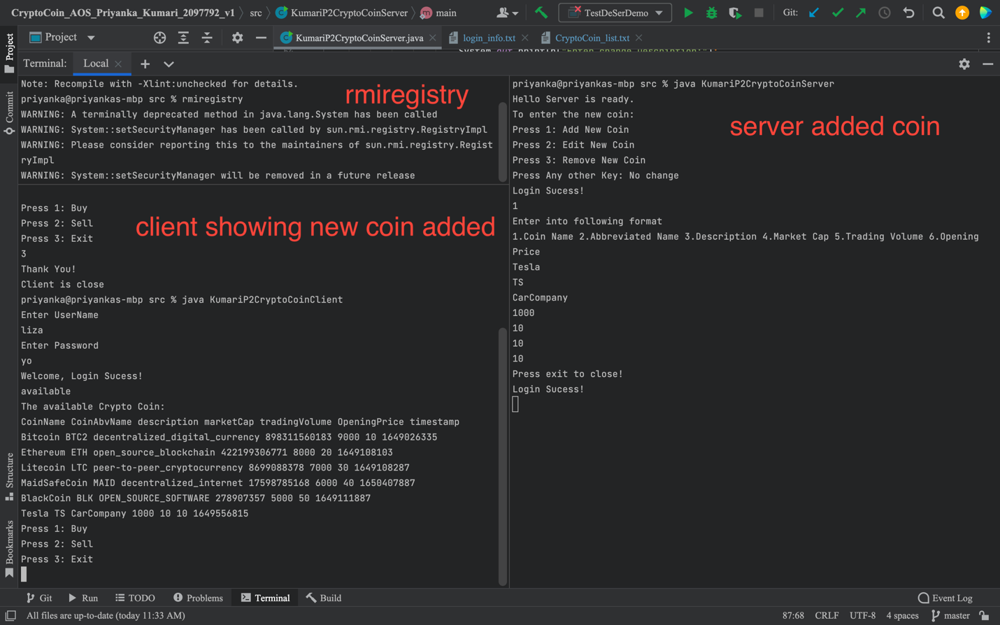 CryptoCoin_AOS_Priyanka_Kumari_2097792_v1 src KumariP2CryptoCoinServer main TestDeSerDemo Git:
Project KumariP2CryptoCoinServer.java login_info.txt CryptoCoin_list.txt
Project
Commit
Structure
Bookmarks
Terminal: Local
Note: Recompile with -Xlint:unchecked for details.
priyanka@priyankas-mbp src % rmiregistry
WARNING: A terminally deprecated method in java.lang.System has been called
WARNING: System::setSecurityManager has been called by sun.rmi.registry.RegistryImpl
WARNING: Please consider reporting this to the maintainers of sun.rmi.registry.Regist
ryImpl
WARNING: System::setSecurityManager will be removed in a future release
rmiregistry
Press 1: Buy
Press 2: Sell
Press 3: Exit
3
Thank You!
Client is close
client showing new coin added
priyanka@priyankas-mbp src % java KumariP2CryptoCoinClient
Enter UserName
liza
Enter Password
yo
Welcome, Login Sucess!
available
The available Crypto Coin:
CoinName CoinAbvName description marketCap tradingVolume OpeningPrice timestamp
Bitcoin BTC2 decentralized_digital_currency 898311560183 9000 10 1649026335
Ethereum ETH open_source_blockchain 422199306771 8000 20 1649108103
Litecoin LTC peer-to-peer_cryptocurrency 8699088378 7000 30 1649108287
MaidSafeCoin MAID decentralized_internet 17598785168 6000 40 1650407887
BlackCoin BLK OPEN_SOURCE_SOFTWARE 278907357 5000 50 1649111887
Tesla TS CarCompany 1000 10 10 1649556815
Press 1: Buy
Press 2: Sell
Press 3: Exit
priyanka@priyankas-mbp src % java KumariP2CryptoCoinServer
Hello Server is ready.
To enter the new coin:
Press 1: Add New Coin
Press 2: Edit New Coin
Press 3: Remove New Coin
Press Any other Key: No change
server added coin
Login Sucess!
1
Enter into following format
1.Coin Name 2.Abbreviated Name 3.Description 4.Market Cap 5.Trading Volume 6.Opening
Price
Tesla
TS
CarCompany
1000
10
10
10
Press exit to close!
Login Sucess!
Git Run TODO Problems Terminal Build Event Log
All files are up-to-date (today 11:33 AM) 87:68 CRLF UTF-8 4 spaces master